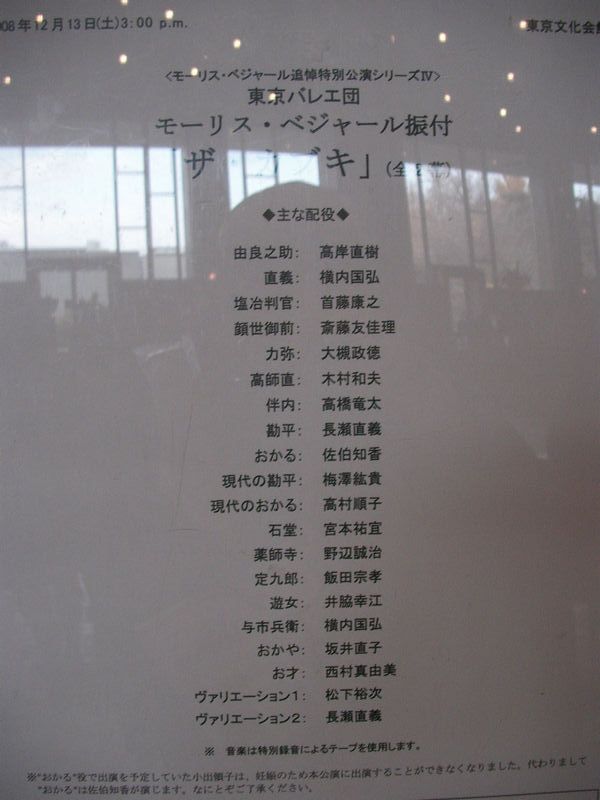 008年12月13日(土)3:00 p.m.
東京文化会館
<モーリス・ベジャール追悼特別公演シリーズⅣ>
東京バレエ団
モーリス・ベジャール振付
「ザ・カブキ」(全2幕)
◆主な配役◆
由良之助: 高岸直樹
直義: 横内国弘
塩冶判官: 首藤康之
顔世御前: 斎藤友佳理
力弥: 大槻政徳
高師直: 木村和夫
伴内: 高橋竜太
勘平: 長瀬直義
おかる: 佐伯知香
現代の勘平: 梅澤紘貴
現代のおかる: 高村順子
石堂: 宮本祐宜
薬師寺: 野辺誠治
定九郎: 飯田宗孝
遊女: 井脇幸江
与市兵衛: 横内国弘
おかや: 坂井直子
お才: 西村真由美
ヴァリエーション1: 松下裕次
ヴァリエーション2: 長瀬直義
※ 音楽は特別録音によるテープを使用します。
※"おかる"役で出演を予定していた小出領子は、妊娠のため本公演に出演することができなくなりました。代わりまして
"おかる"は佐伯知香が演じます。なにとぞご了承ください。